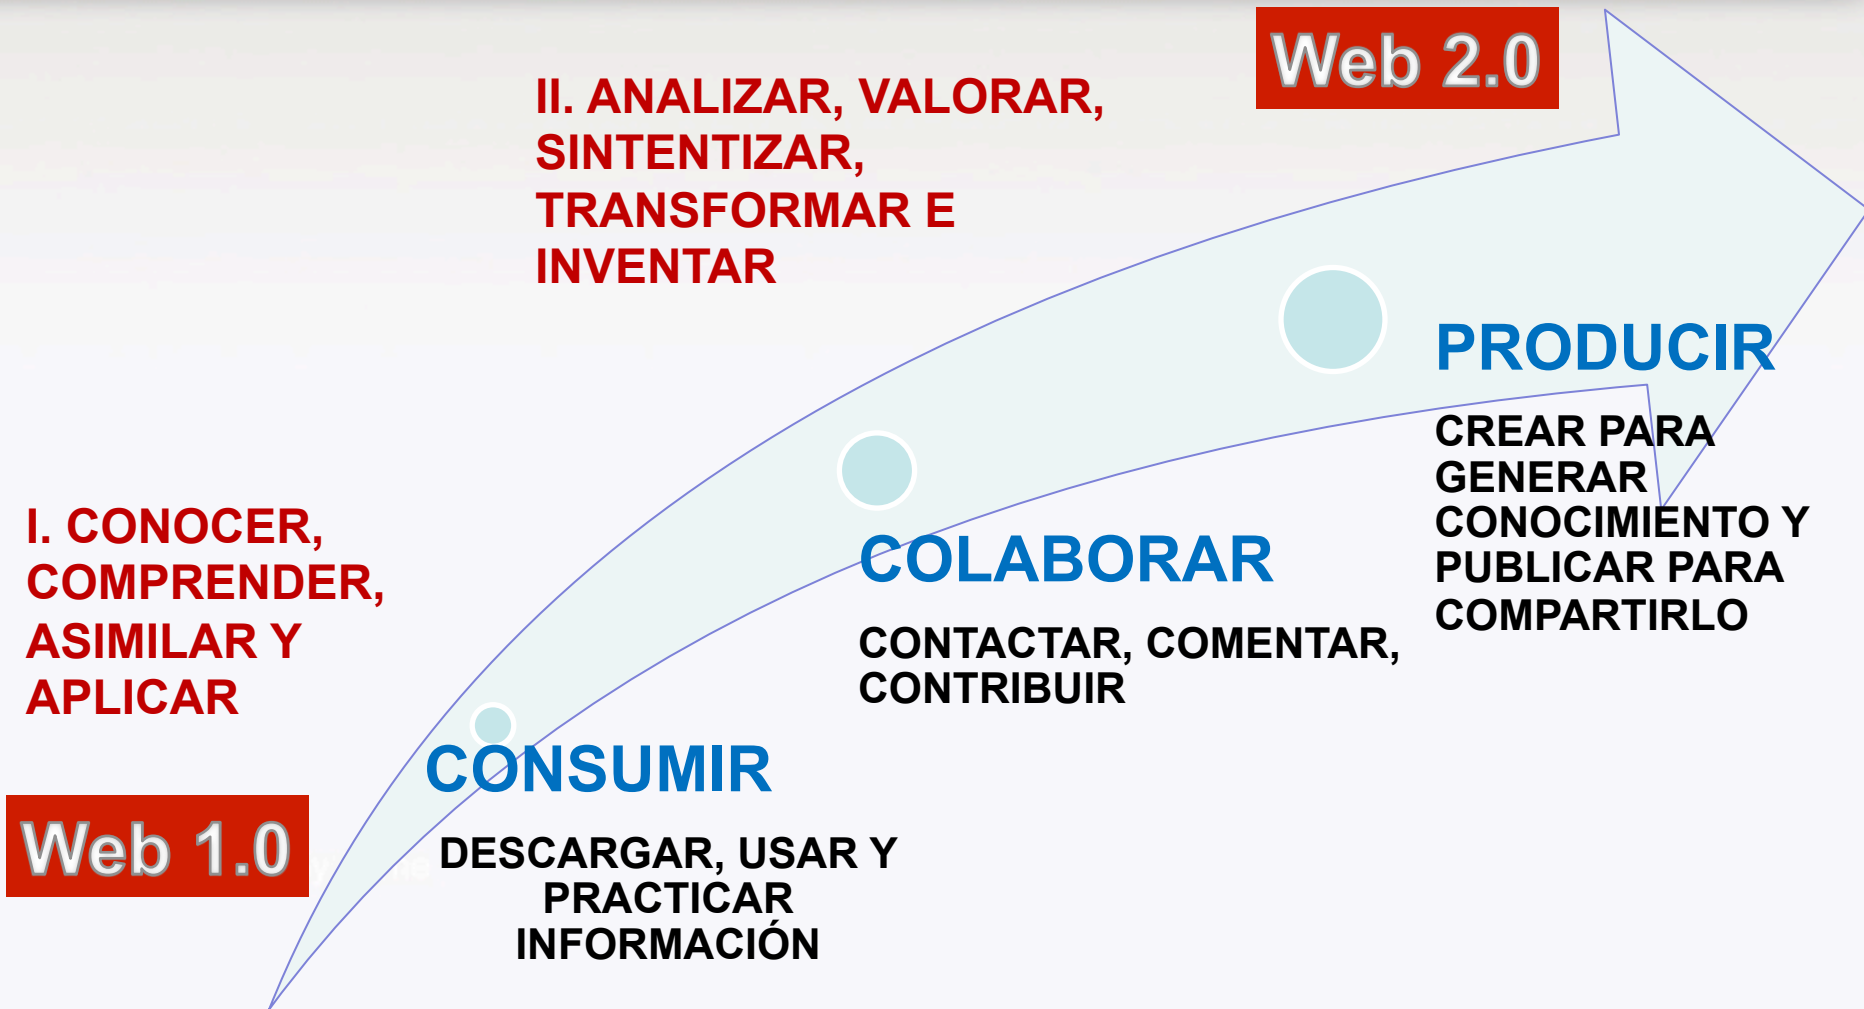 Web 2.0
II. ANALIZAR, VALORAR,
SINTENTIZAR,
TRANSFORMAR E
INVENTAR
PRODUCIR
CREAR PARA
GENERAR
CONOCIMIENTO Y
PUBLICAR PARA
COMPARTIRLO
I. CONOCER,
COMPRENDER,
ASIMILAR Y
APLICAR
COLABORAR
CONTACTAR, COMENTAR,
CONTRIBUIR
CONSUMIR
DESCARGAR, USAR Y
PRACTICAR
INFORMACIÓN
Web 1.0